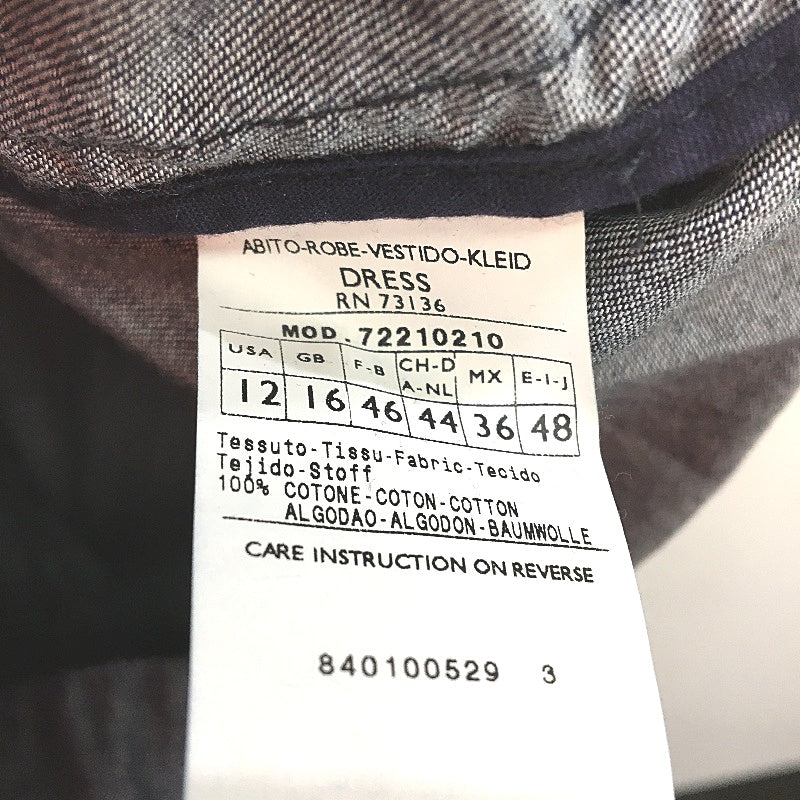 ABITO-ROBE-VESTIDO-KLEID
DRESS
RN 73136
MOD. 72210210
USA GB F-B CH-D A-NL MX E-I-J
12 16 46 44 36 48
Tessuto-Tissu-Fabric-Tecido
Tejido-Stoff
100% COTONE-COTON-COTTON
ALGODAO-ALGODON-BAUMWOLLE
CARE INSTRUCTION ON REVERSE
840100529 3